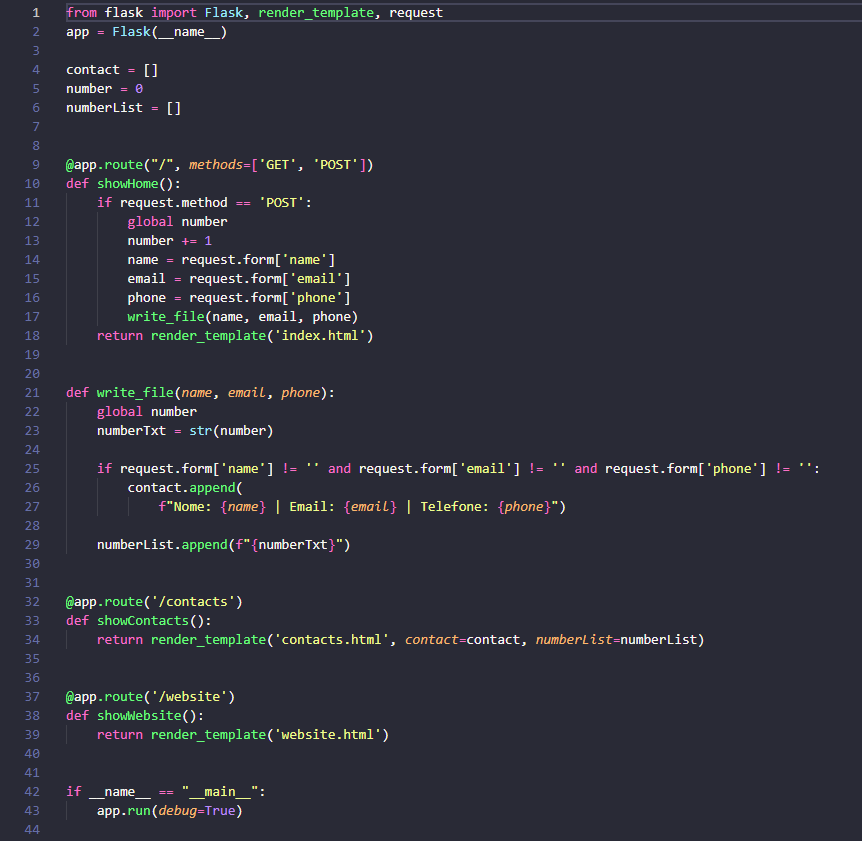 1 from flask import Flask, render_template, request
2 app = Flask(__name__)
3
4 contact = []
5 number = 0
6 numberList = []
7
8
9 @app.route("/", methods=['GET', 'POST'])
10 def showHome():
11     if request.method == 'POST':
12         global number
13         number += 1
14         name = request.form['name']
15         email = request.form['email']
16         phone = request.form['phone']
17         write_file(name, email, phone)
18     return render_template('index.html')
19
20
21 def write_file(name, email, phone):
22     global number
23     numberTxt = str(number)
24
25     if request.form['name'] != '' and request.form['email'] != '' and request.form['phone'] != '':
26         contact.append(
27             f"Nome: {name} | Email: {email} | Telefone: {phone}")
28
29     numberList.append(f"{numberTxt}")
30
31
32 @app.route('/contacts')
33 def showContacts():
34     return render_template('contacts.html', contact=contact, numberList=numberList)
35
36
37 @app.route('/website')
38 def showWebsite():
39     return render_template('website.html')
40
41
42 if __name__ == "__main__":
43     app.run(debug=True)
44